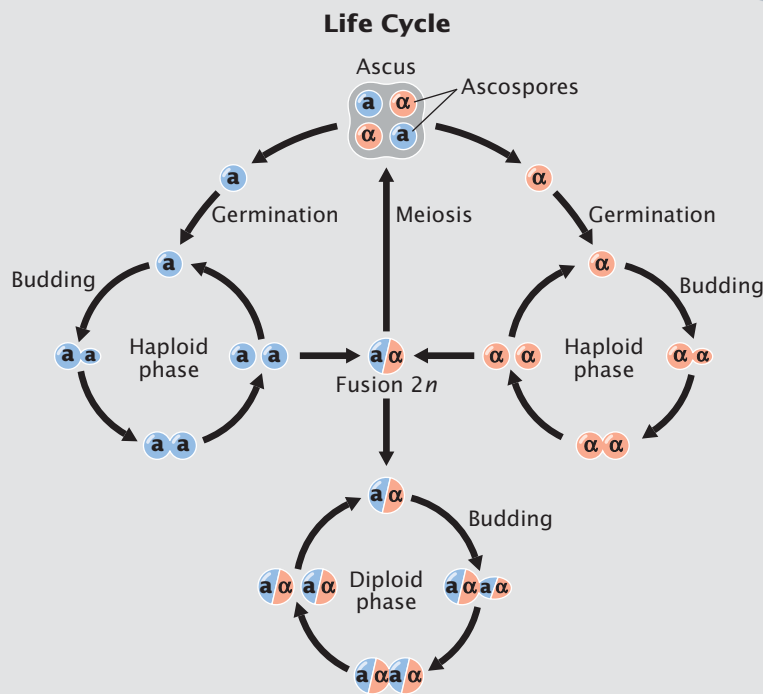 Life Cycle
Ascus
Ascospores
a α
α a
a
α
Germination
Meiosis
Germination
a
α
Budding
Budding
a a
Haploid
phase
a a
a α
α α
Haploid
phase
α α
Fusion 2n
a a
α α
a α
Budding
a α a α
Diploid
phase
a α a α
a α a α